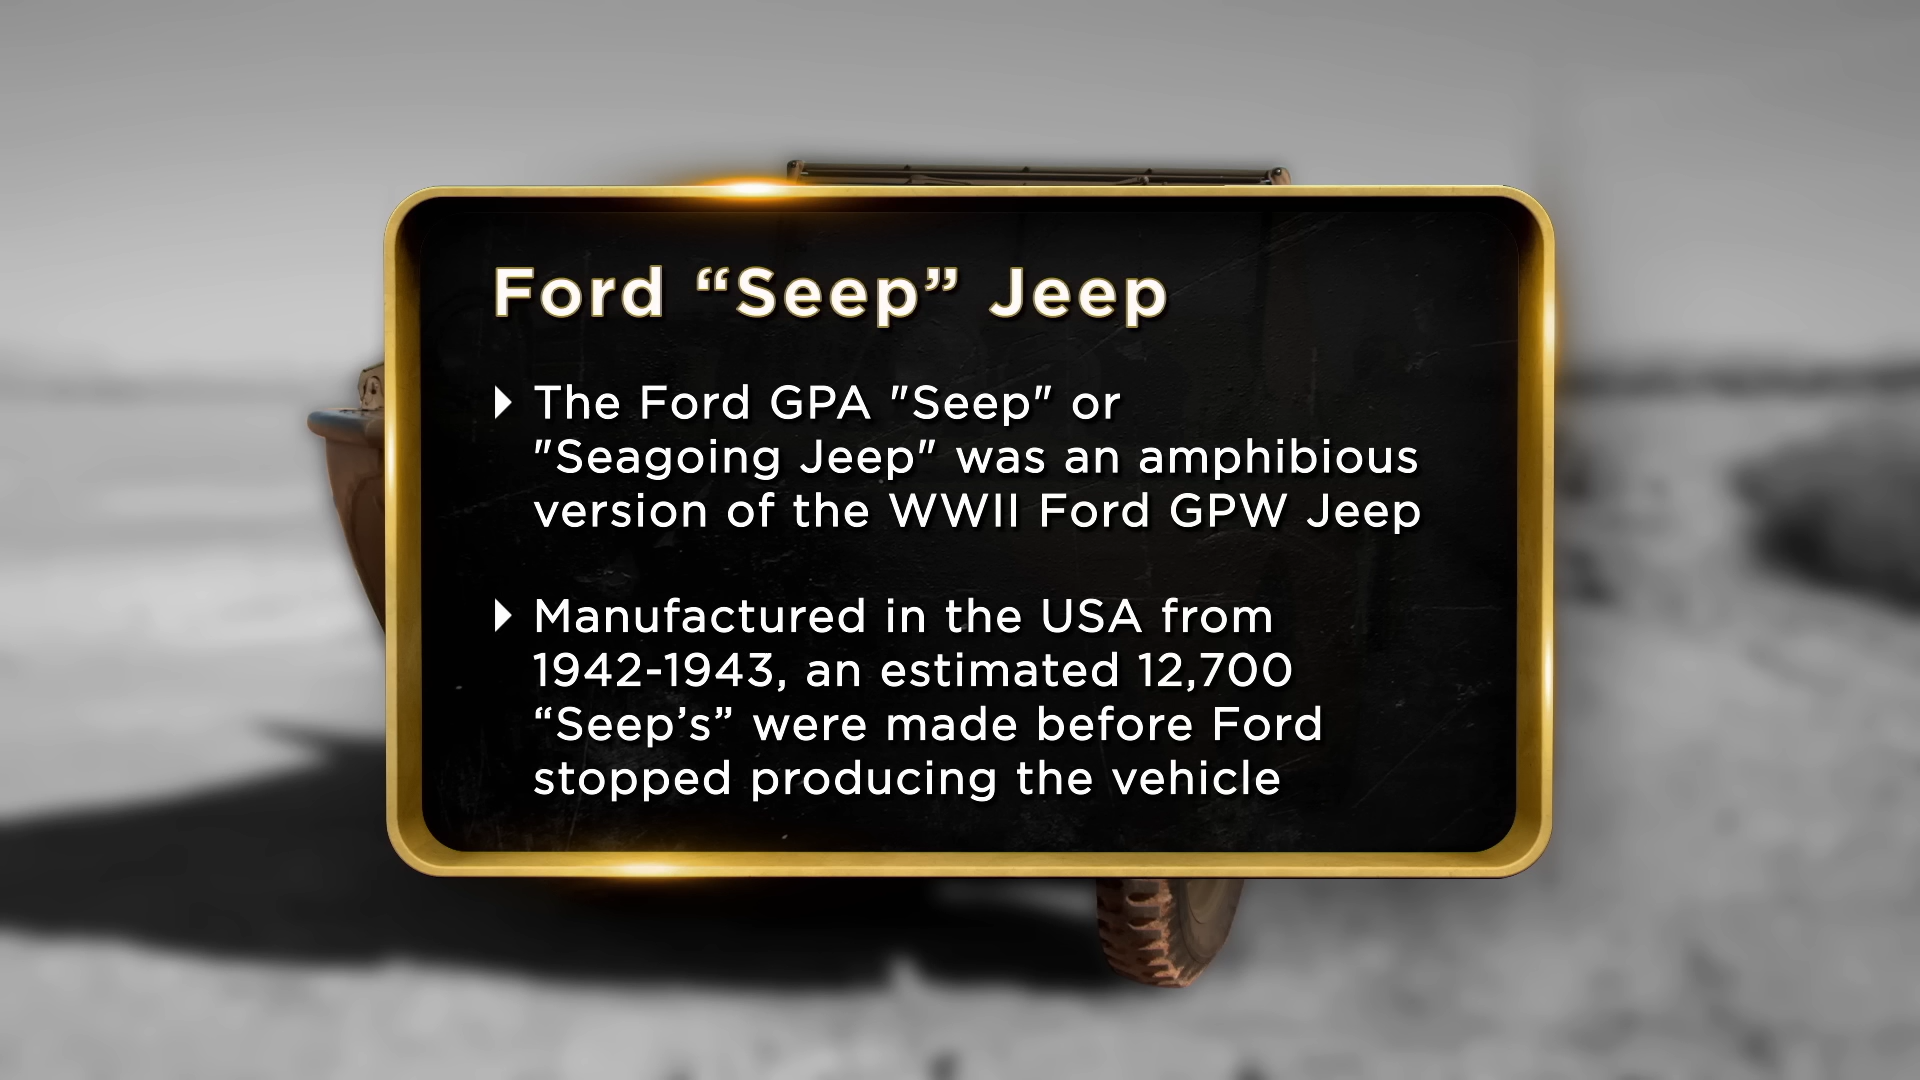 Ford “Seep” Jeep
The Ford GPA "Seep" or
"Seagoing Jeep" was an amphibious
version of the WWII Ford GPW Jeep
Manufactured in the USA from
1942-1943, an estimated 12,700
“Seep’s” were made before Ford
stopped producing the vehicle